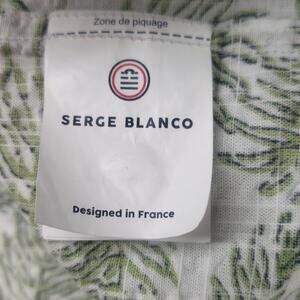 Zone de piquage
SERGE BLANCO
Designed in France